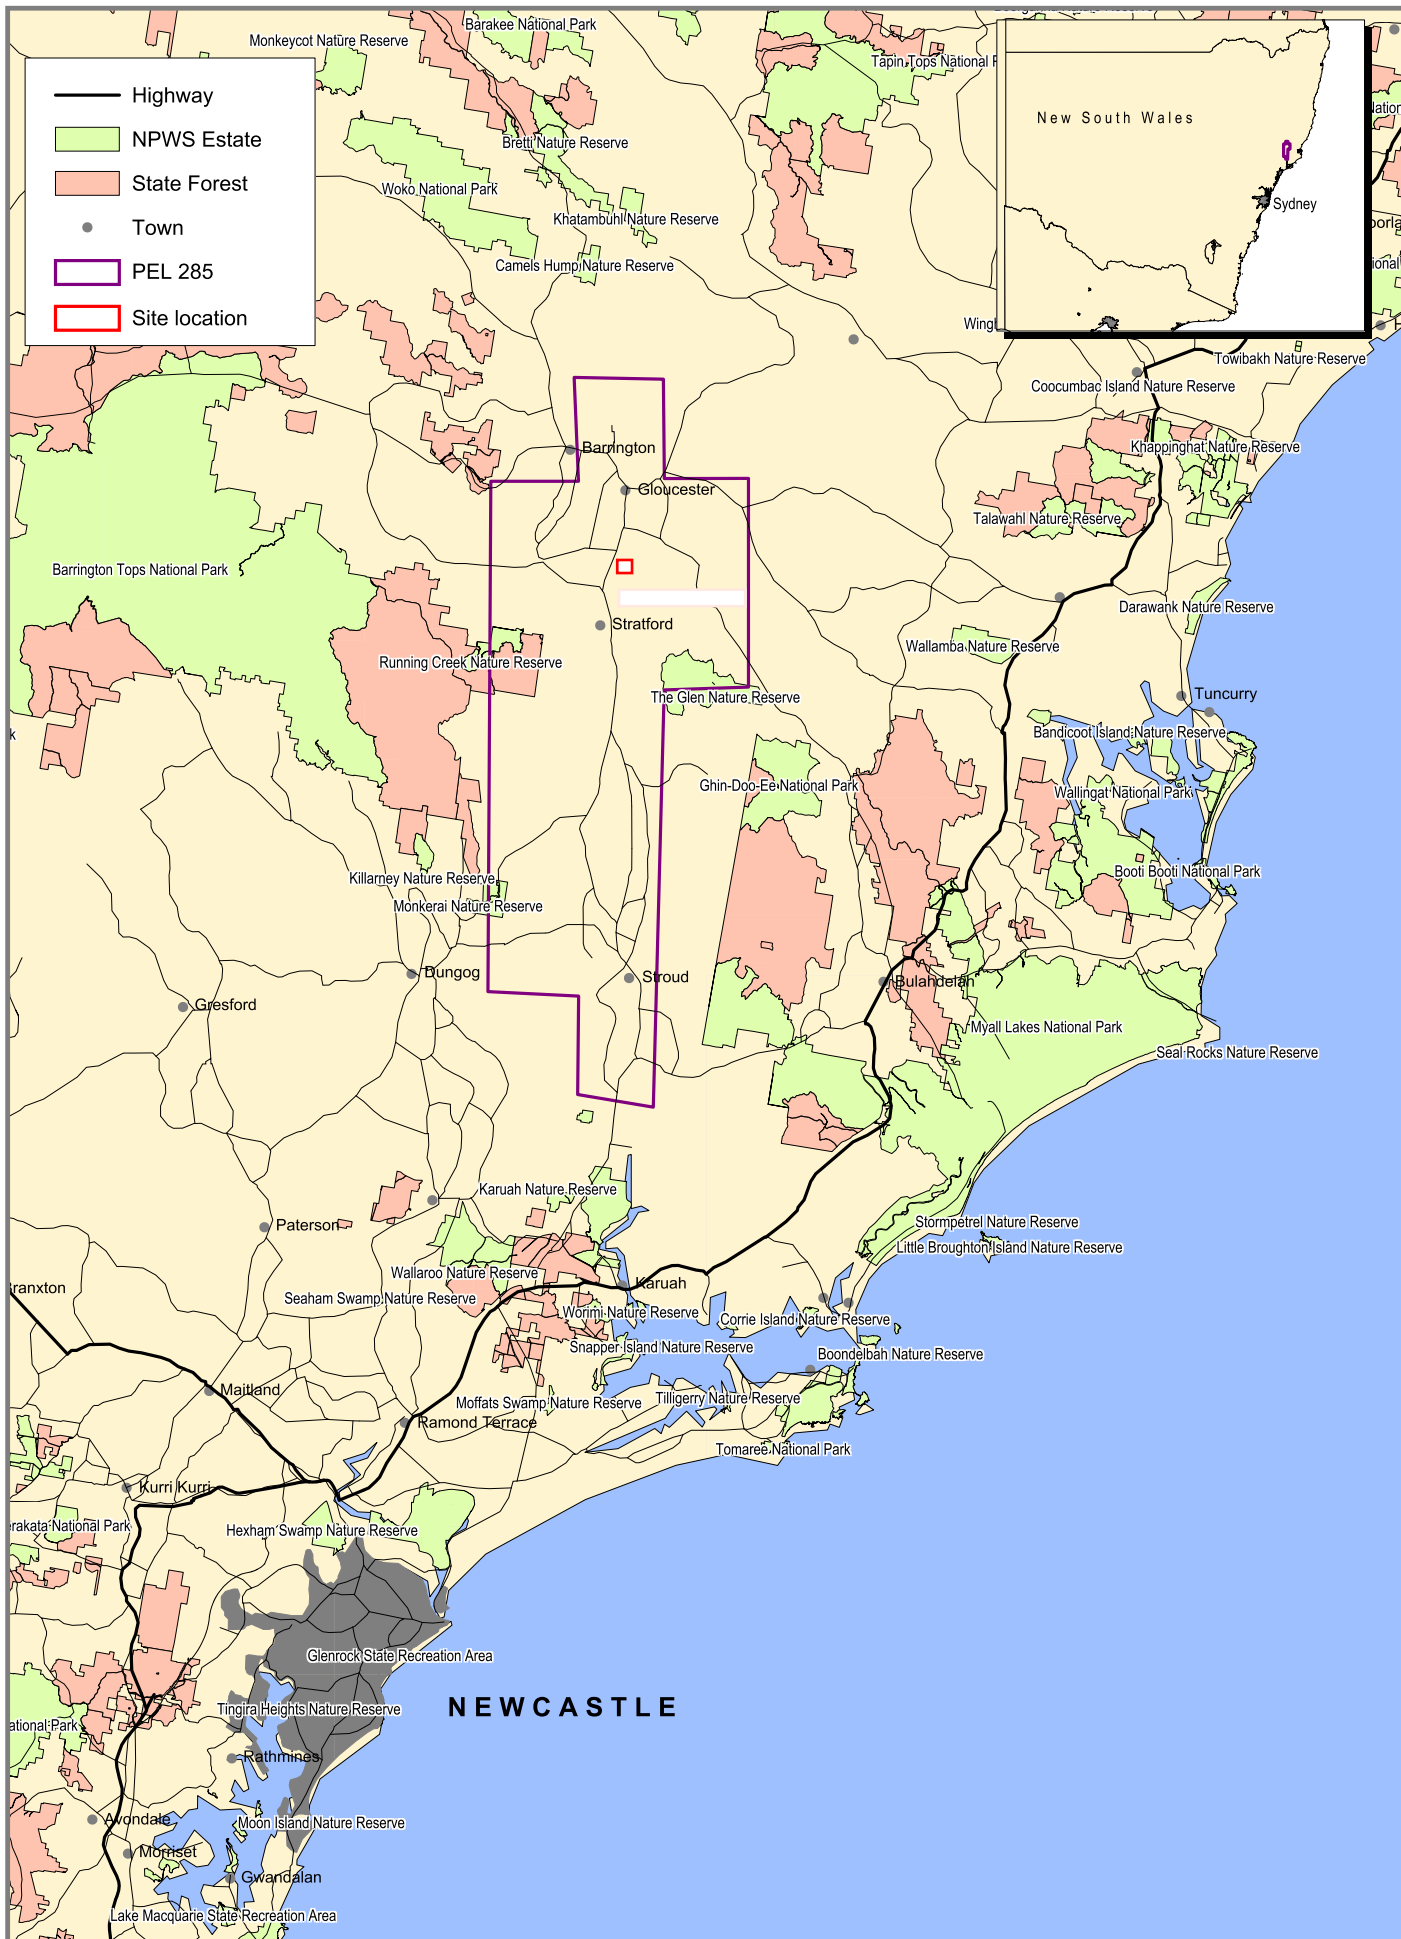 Barakee National Park
Monkeycot Nature Reserve
Tapin Tops National P
Highway
NPWS Estate
State Forest
Town
PEL 285
Site location
New South Wales
Sydney
Bretti Nature Reserve
Woko National Park
Khatambuhl Nature Reserve
Camels Hump Nature Reserve
Wingh
Towibakh Nature Reserve
Coocumbac Island Nature Reserve
Barrington
Khappinghat Nature Reserve
Gloucester
Talawahl Nature Reserve
Barrington Tops National Park
Darawank Nature Reserve
Stratford
Wallamba Nature Reserve
Running Creek Nature Reserve
The Glen Nature Reserve
Tuncurry
k
Bandicoot Island Nature Reserve
Ghin-Doo-Ee National Park
Wallingat National Park
Booti Booti National Park
Killarney Nature Reserve
Monkerai Nature Reserve
Dungog
Stroud
Bulahdelah
Gresford
Myall Lakes National Park
Seal Rocks Nature Reserve
Karuah Nature Reserve
Paterson
Stormpetrel Nature Reserve
Little Broughton Island Nature Reserve
Wallaroo Nature Reserve
Karuah
Branxton
Seaham Swamp Nature Reserve
Worimi Nature Reserve
Corrie Island Nature Reserve
Snapper Island Nature Reserve
Boondelbah Nature Reserve
Maitland
Moffats Swamp Nature Reserve
Tilligerry Nature Reserve
Ramond Terrace
Tomaree National Park
Kurri Kurri
erakata National Park
Hexham Swamp Nature Reserve
Glenrock State Recreation Area
NEWCASTLE
Tingira Heights Nature Reserve
ational Park
Rathmines
Avondale
Moon Island Nature Reserve
Morriset
Gwandalan
Lake Macquarie State Recreation Area